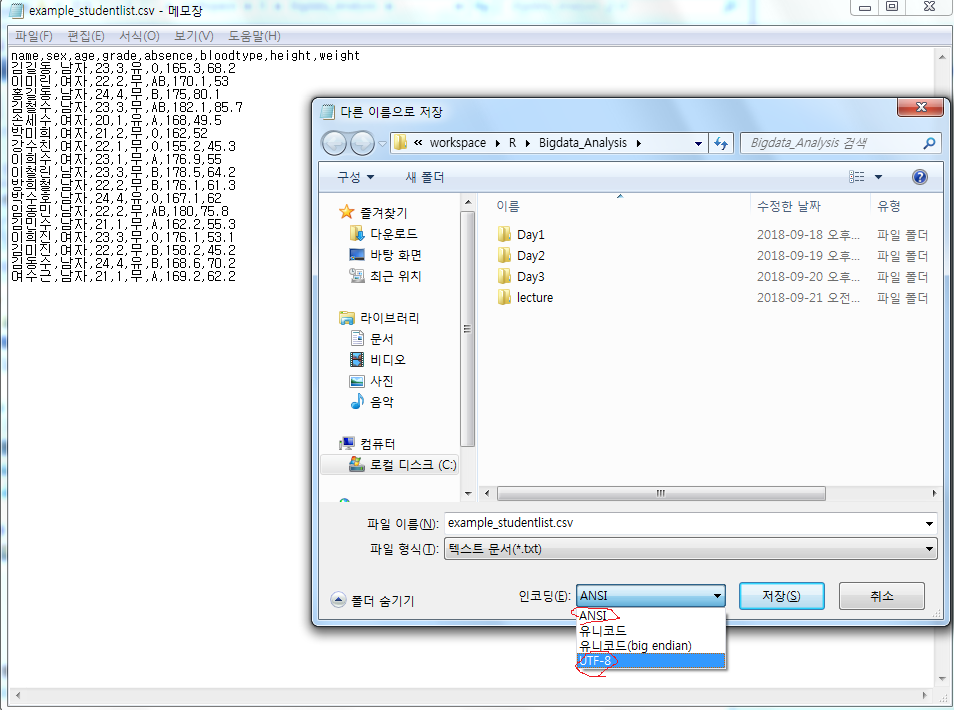 example_studentlist.csv - 메모장
파일(F) 편집(E) 서식(O) 보기(V) 도움말(H)
name,sex,age,grade,absence,bloodtype,height,weight
김길동,남자,23,3,유,O,165.3,68.2
이미린,여자,22,2,무,AB,170.1,53
홍길동,남자,24,4,무,B,175,80.1
김철수,남자,23,3,무,AB,182.1,85.7
손세수,여자,20,1,유,A,168,49.5
박미희,여자,21,2,무,O,162,52
강수친,여자,22,1,무,O,155.2,45.3
이희수,여자,23,1,무,A,176.9,55
이철린,남자,23,3,무,B,178.5,64.2
방희철,남자,22,2,무,B,176.1,61.3
박수호,남자,24,4,유,O,167.1,62
임동민,남자,22,2,무,AB,180,75.8
김민수,남자,21,1,무,A,162.2,55.3
이희진,여자,23,3,무,O,176.1,53.1
김미진,여자,22,2,무,B,158.2,45.2
김동수,남자,24,4,유,B,168.6,70.2
여수근,남자,21,1,무,A,169.2,62.2
다른 이름으로 저장
« workspace R Bigdata_Analysis
Bigdata_Analysis 검색
구성 새 폴더
즐겨찾기
다운로드
바탕 화면
최근 위치
라이브러리
문서
비디오
사진
음악
컴퓨터
로컬 디스크 (C:)
이름 수정한 날짜 유형
Day1 2018-09-18 오후... 파일 폴더
Day2 2018-09-19 오후... 파일 폴더
Day3 2018-09-20 오후... 파일 폴더
lecture 2018-09-21 오전... 파일 폴더
파일 이름(N): example_studentlist.csv
파일 형식(T): 텍스트 문서(*.txt)
폴더 숨기기 인코딩(E): ANSI 저장(S) 취소
ANSI
유니코드
유니코드(big endian)
UTF-8